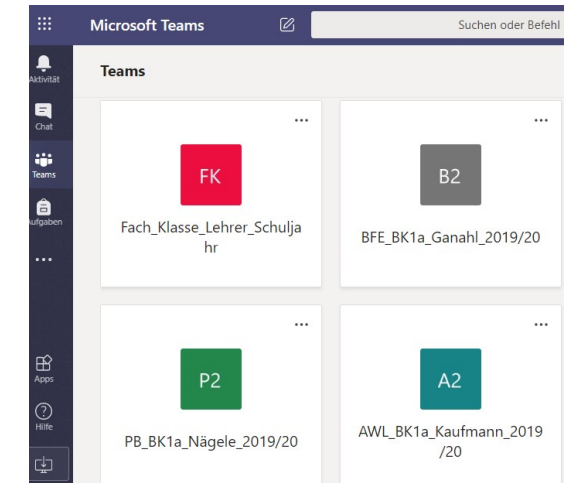 Microsoft Teams
Suchen oder Befehl
Aktivität
Teams
Chat
Teams
Aufgaben
Apps
Hilfe
FK
Fach_Klasse_Lehrer_Schulja
hr
B2
BFE_BK1a_Ganahl_2019/20
P2
PB_BK1a_Nägele_2019/20
A2
AWL_BK1a_Kaufmann_2019
/20